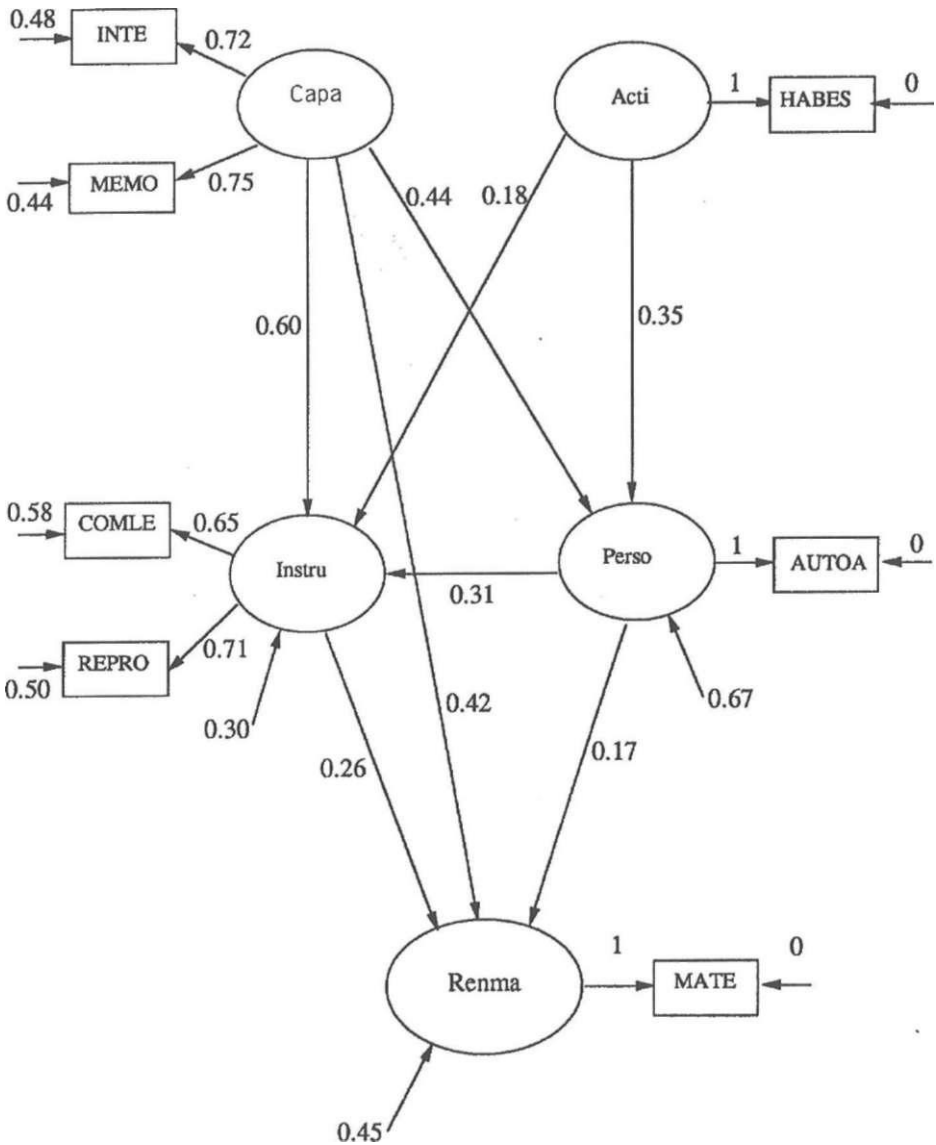 0.48
INTE
0.72
Capa
Acti
1
HABES
0
0.44
MEMO
0.75
0.44
0.18
0.60
0.35
0.58
COMLE
0.65
Instru
0.31
Perso
1
AUTOA
0
0.50
REPRO
0.71
0.30
0.67
0.42
0.26
0.17
Renma
1
MATE
0
0.45